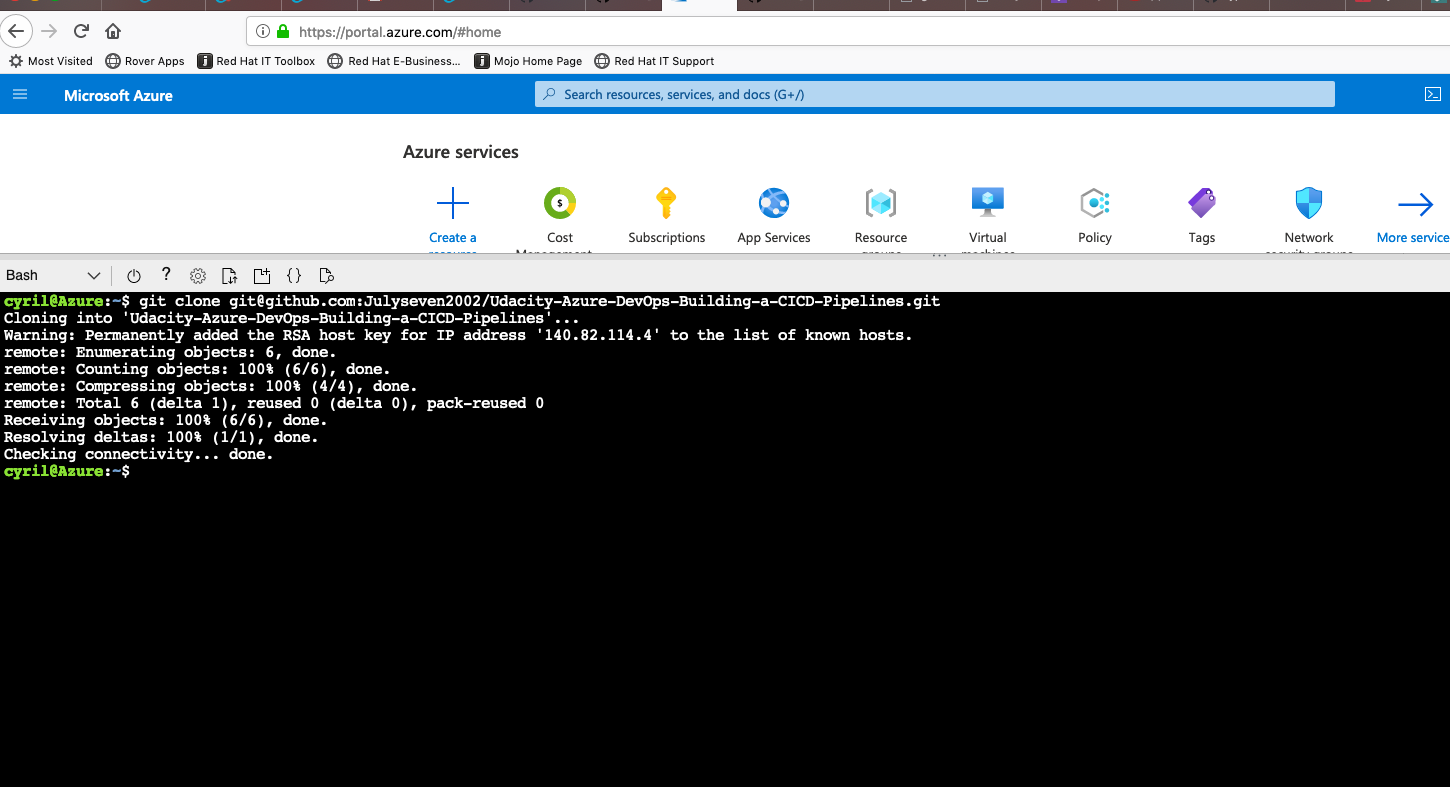 https://portal.azure.com/#home
Most Visited Rover Apps Red Hat IT Toolbox Red Hat E-Business... Mojo Home Page Red Hat IT Support
Microsoft Azure Search resources, services, and docs (G+/)
Azure services
Create a Cost Subscriptions App Services Resource Virtual Policy Tags Network More service
Bash
cyril@Azure:~$ git clone git@github.com:Julyseven2002/Udacity-Azure-DevOps-Building-a-CICD-Pipelines.git
Cloning into 'Udacity-Azure-DevOps-Building-a-CICD-Pipelines'...
Warning: Permanently added the RSA host key for IP address '140.82.114.4' to the list of known hosts.
remote: Enumerating objects: 6, done.
remote: Counting objects: 100% (6/6), done.
remote: Compressing objects: 100% (4/4), done.
remote: Total 6 (delta 1), reused 0 (delta 0), pack-reused 0
Receiving objects: 100% (6/6), done.
Resolving deltas: 100% (1/1), done.
Checking connectivity... done.
cyril@Azure:~$